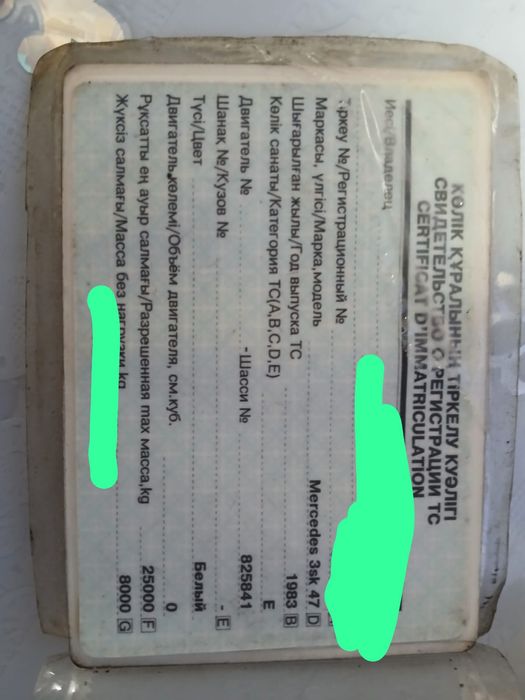 КӨЛІК ҚҰРАЛЫНЫҢ ТІРКЕЛУ КУӘЛІГІ
СВИДЕТЕЛЬСТВО О РЕГИСТРАЦИИ ТС
CERTIFICAT D'IMMATRICULATION
Иесі/Владелец
Тіркеу №/Регистрационный №
Маркасы, үлгісі/Марка,модель Mercedes 3sk 47 D
Шығарылған жылы/Год выпуска ТС 1983 B
Көлік санаты/Категория ТС(A,B,C,D,E) E
Двигатель № -Шасси № 825841
Шанақ №/Кузов № - E
Түсі/Цвет Белый
Двигатель көлемі/Объём двигателя, см.куб. 0
Рұқсатты ең ауыр салмағы/Разрешенная max масса,kg 25000 F
Жүксіз салмағы/Масса без нагрузки kg 8000 G